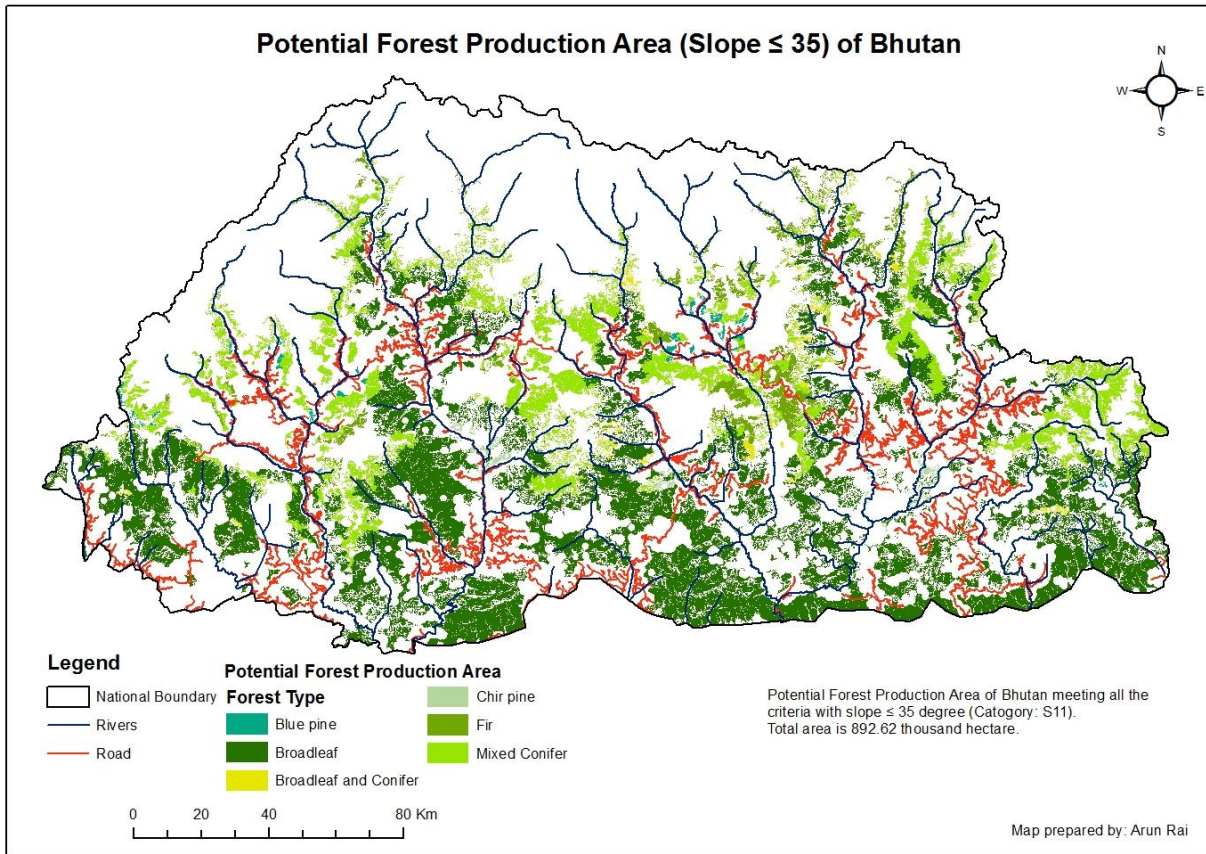 Potential Forest Production Area (Slope ≤ 35) of Bhutan
N
W E
S
Legend
National Boundary
Rivers
Road
Potential Forest Production Area
Forest Type
Blue pine
Broadleaf
Broadleaf and Conifer
Chir pine
Fir
Mixed Conifer
Potential Forest Production Area of Bhutan meeting all the
criteria with slope ≤ 35 degree (Catogory: S11).
Total area is 892.62 thousand hectare.
0 20 40 80 Km
Map prepared by: Arun Rai